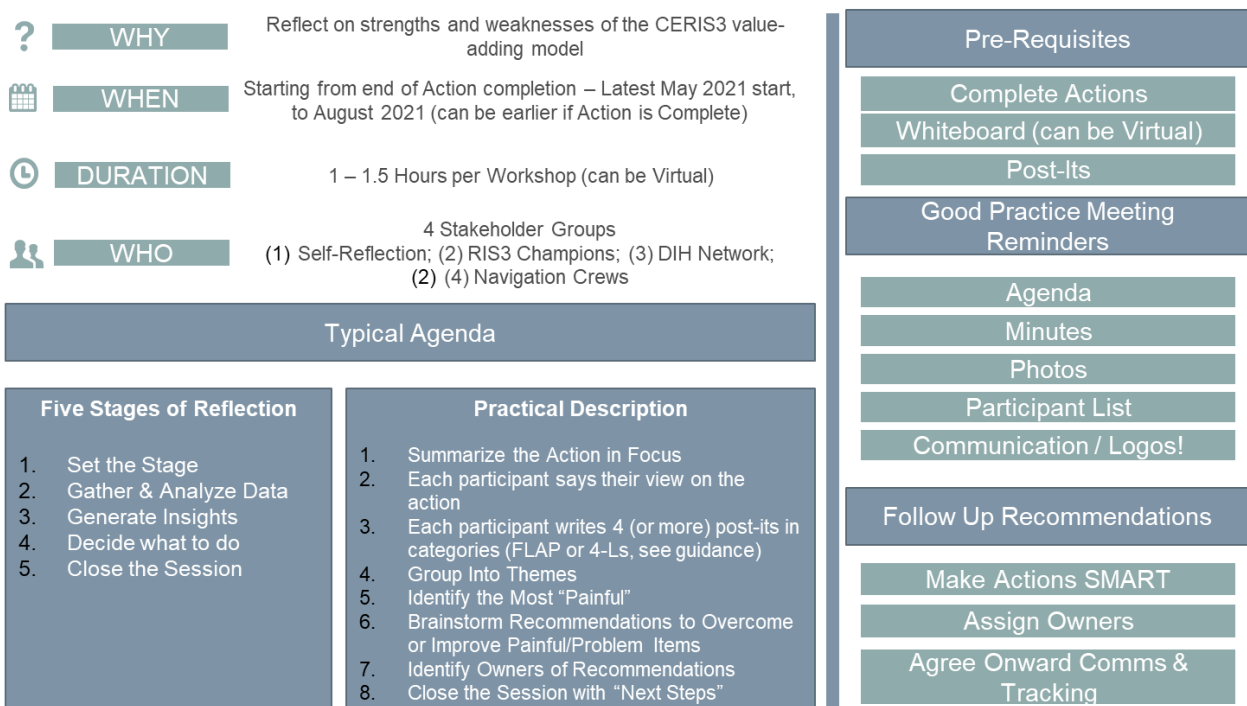 ?
WHY
Reflect on strengths and weaknesses of the CERIS3 value-
adding model
WHEN
Starting from end of Action completion – Latest May 2021 start,
to August 2021 (can be earlier if Action is Complete)
DURATION
1 – 1.5 Hours per Workshop (can be Virtual)
WHO
4 Stakeholder Groups
(1) Self-Reflection; (2) RIS3 Champions; (3) DIH Network;
(2) (4) Navigation Crews
Typical Agenda
Five Stages of Reflection
1. Set the Stage
2. Gather & Analyze Data
3. Generate Insights
4. Decide what to do
5. Close the Session
Practical Description
1. Summarize the Action in Focus
2. Each participant says their view on the
action
3. Each participant writes 4 (or more) post-its in
categories (FLAP or 4-Ls, see guidance)
4. Group Into Themes
5. Identify the Most “Painful”
6. Brainstorm Recommendations to Overcome
or Improve Painful/Problem Items
7. Identify Owners of Recommendations
8. Close the Session with “Next Steps”
Pre-Requisites
Complete Actions
Whiteboard (can be Virtual)
Post-Its
Good Practice Meeting
Reminders
Agenda
Minutes
Photos
Participant List
Communication / Logos!
Follow Up Recommendations
Make Actions SMART
Assign Owners
Agree Onward Comms &
Tracking